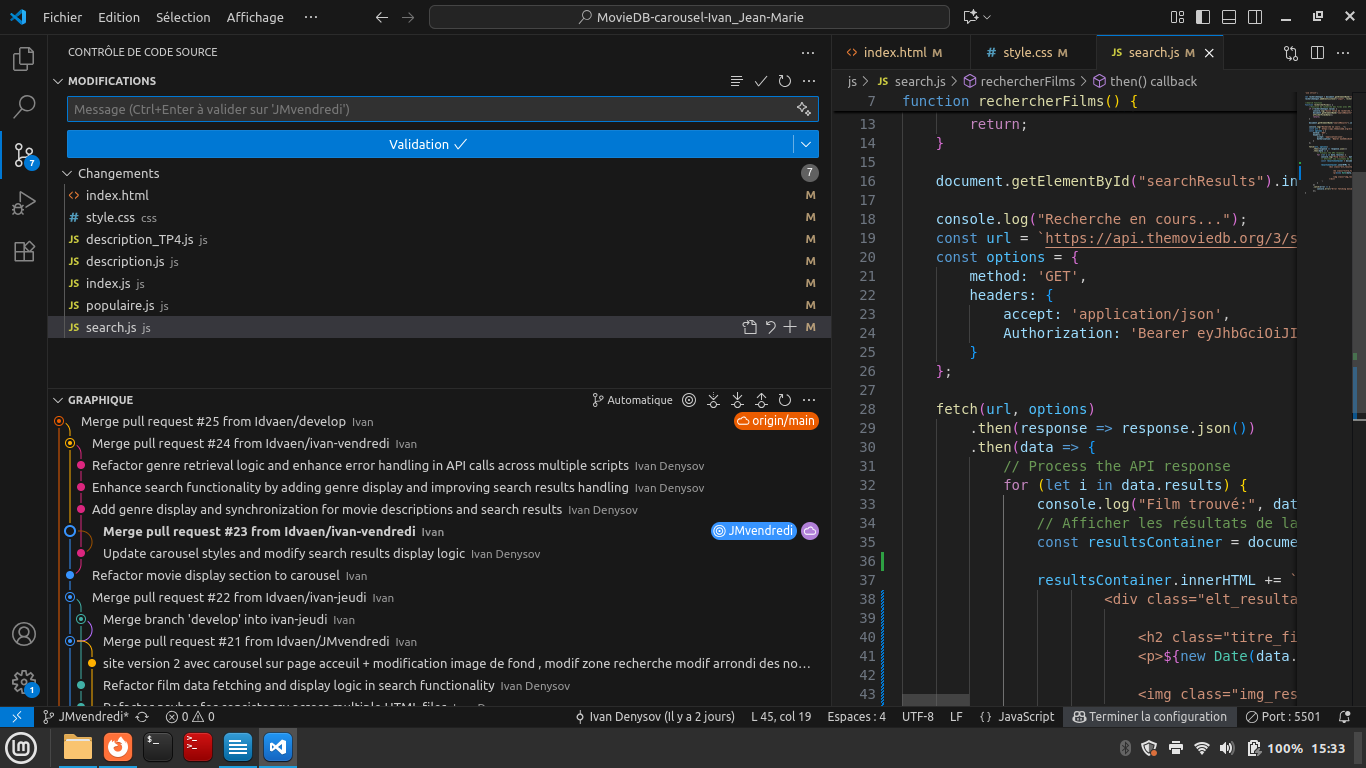 Fichier Edition Sélection Affichage ··· MovieDB-carousel-Ivan_Jean-Marie
CONTRÔLE DE CODE SOURCE
MODIFICATIONS
Message (Ctrl+Enter à valider sur 'JMvendredi')
Validation
Changements 7
index.html M
style.css css M
description_TP4.js js M
description.js js M
index.js js M
populaire.js js M
search.js js M
GRAPHIQUE Automatique
Merge pull request #25 from Idvaen/develop Ivan origin/main
Merge pull request #24 from Idvaen/ivan-vendredi Ivan
Refactor genre retrieval logic and enhance error handling in API calls across multiple scripts Ivan Denysov
Enhance search functionality by adding genre display and improving search results handling Ivan Denysov
Add genre display and synchronization for movie descriptions and search results Ivan Denysov
Merge pull request #23 from Idvaen/ivan-vendredi Ivan JMvendredi
Update carousel styles and modify search results display logic Ivan Denysov
Refactor movie display section to carousel Ivan
Merge pull request #22 from Idvaen/ivan-jeudi Ivan
Merge branch 'develop' into ivan-jeudi Ivan
Merge pull request #21 from Idvaen/JMvendredi Ivan
site version 2 avec carousel sur page acceuil + modification image de fond , modif zone recherche modif arrondi des no...
Refactor film data fetching and display logic in search functionality Ivan Denysov
7
1
index.html M style.css M JS search.js M
js > JS search.js > rechercherFilms > then() callback
7 function rechercherFilms() {
13 return;
14 }
15
16 document.getElementById("searchResults").in
17
18 console.log("Recherche en cours...");
19 const url = `https://api.themoviedb.org/3/s
20 const options = {
21 method: 'GET',
22 headers: {
23 accept: 'application/json',
24 Authorization: 'Bearer eyJhbGciOiJI
25 }
26 };
27
28 fetch(url, options)
29 .then(response => response.json())
30 .then(data => {
31 // Process the API response
32 for (let i in data.results) {
33 console.log("Film trouvé:", dat
34 // Afficher les résultats de la
35 const resultsContainer = docume
36
37 resultsContainer.innerHTML += `
38 <div class="elt_resulta
39
40 <h2 class="titre_fi
41 <p>${new Date(data.
42
43 <img class="img_res
JMvendredi* 0 0 Ivan Denysov (Il y a 2 jours) L 45, col 19 Espaces : 4 UTF-8 LF {} JavaScript Terminer la configuration Port : 5501
100% 15:33